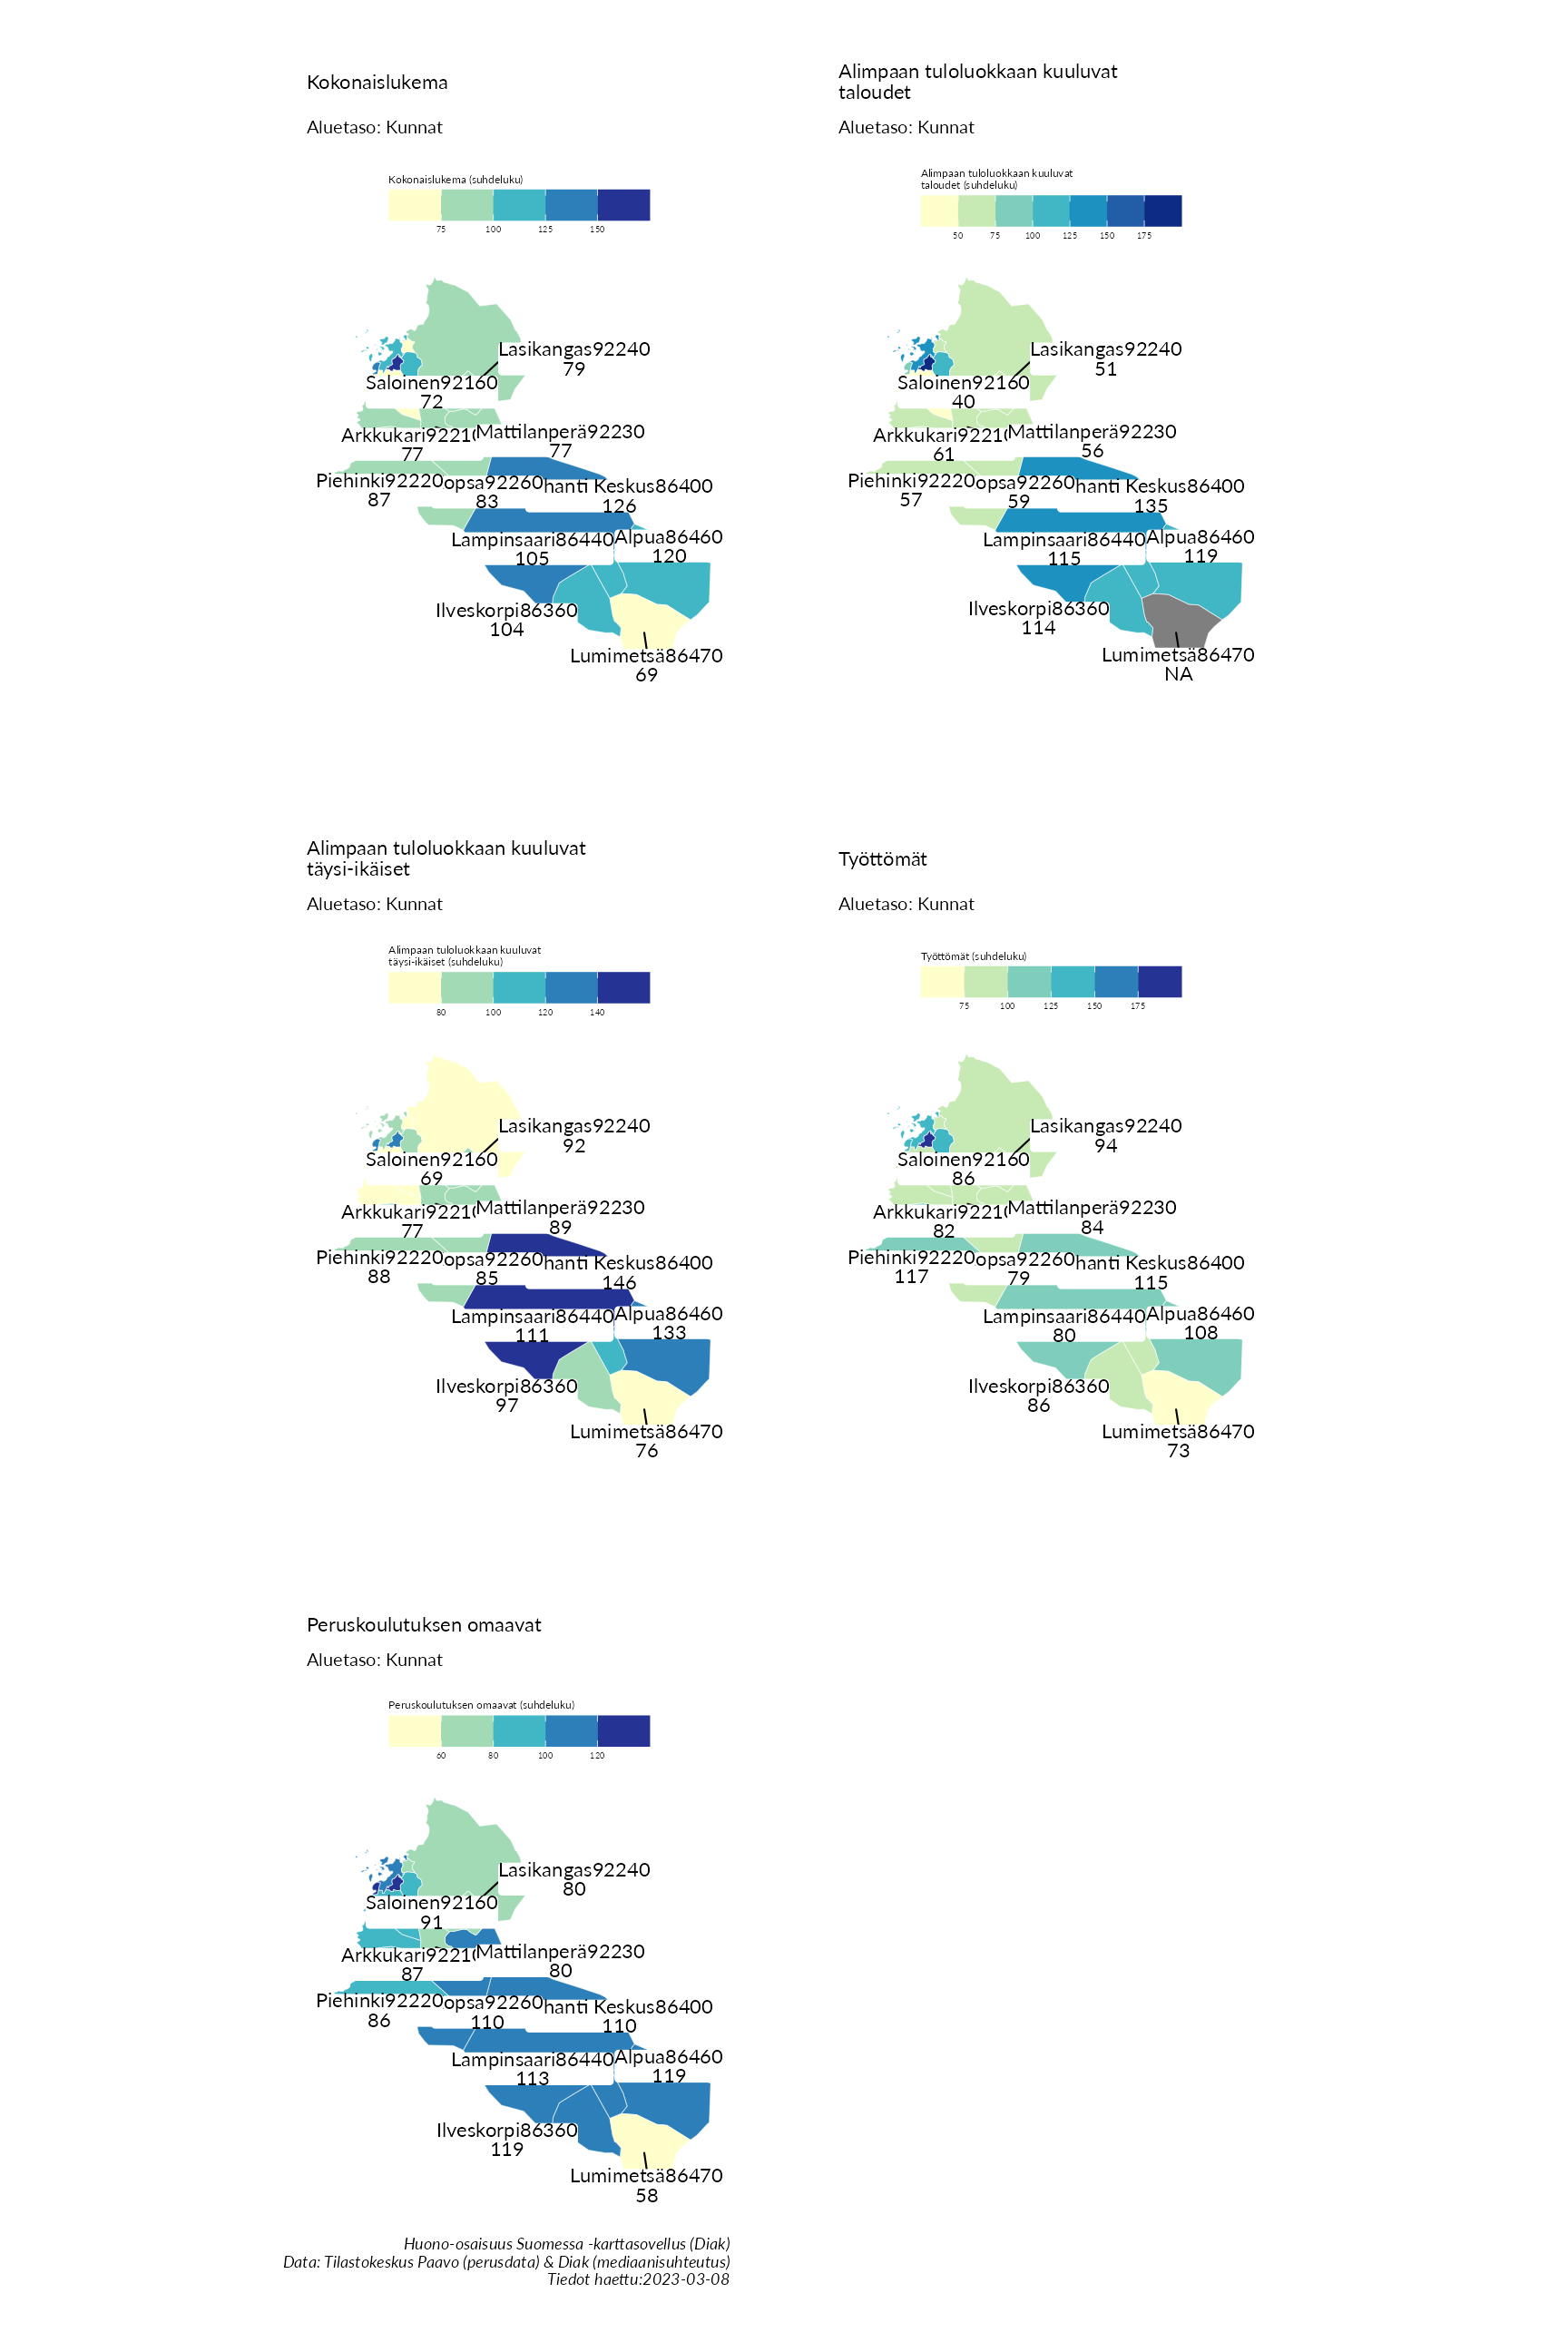 Kokonaislukema
Aluetaso: Kunnat
Kokonaislukema (suhdeluku)
75 100 125 150
Lasikangas92240
79
Saloinen92160
72
Arkkukari92210
77
Mattilanperä92230
77
Piehinki92220
87
opsa92260
83
hanti Keskus86400
126
Lampinsaari86440
105
Alpua86460
120
Ilveskorpi86360
104
Lumimetsä86470
69
Alimpaan tuloluokkaan kuuluvat
taloudet
Aluetaso: Kunnat
Alimpaan tuloluokkaan kuuluvat
taloudet (suhdeluku)
50 75 100 125 150 175
Lasikangas92240
51
Saloinen92160
40
Arkkukari92210
61
Mattilanperä92230
56
Piehinki92220
57
opsa92260
59
hanti Keskus86400
135
Lampinsaari86440
115
Alpua86460
119
Ilveskorpi86360
114
Lumimetsä86470
NA
Alimpaan tuloluokkaan kuuluvat
täysi-ikäiset
Aluetaso: Kunnat
Alimpaan tuloluokkaan kuuluvat
täysi-ikäiset (suhdeluku)
80 100 120 140
Lasikangas92240
92
Saloinen92160
69
Arkkukari92210
77
Mattilanperä92230
89
Piehinki92220
88
opsa92260
85
hanti Keskus86400
146
Lampinsaari86440
111
Alpua86460
133
Ilveskorpi86360
97
Lumimetsä86470
76
Työttömät
Aluetaso: Kunnat
Työttömät (suhdeluku)
75 100 125 150 175
Lasikangas92240
94
Saloinen92160
86
Arkkukari92210
82
Mattilanperä92230
84
Piehinki92220
117
opsa92260
79
hanti Keskus86400
115
Lampinsaari86440
80
Alpua86460
108
Ilveskorpi86360
86
Lumimetsä86470
73
Peruskoulutuksen omaavat
Aluetaso: Kunnat
Peruskoulutuksen omaavat (suhdeluku)
60 80 100 120
Lasikangas92240
80
Saloinen92160
91
Arkkukari92210
87
Mattilanperä92230
80
Piehinki92220
86
opsa92260
110
hanti Keskus86400
110
Lampinsaari86440
113
Alpua86460
119
Ilveskorpi86360
119
Lumimetsä86470
58
Huono-osaisuus Suomessa -karttasovellus (Diak)
Data: Tilastokeskus Paavo (perusdata) & Diak (mediaanisuhteutus)
Tiedot haettu:2023-03-08